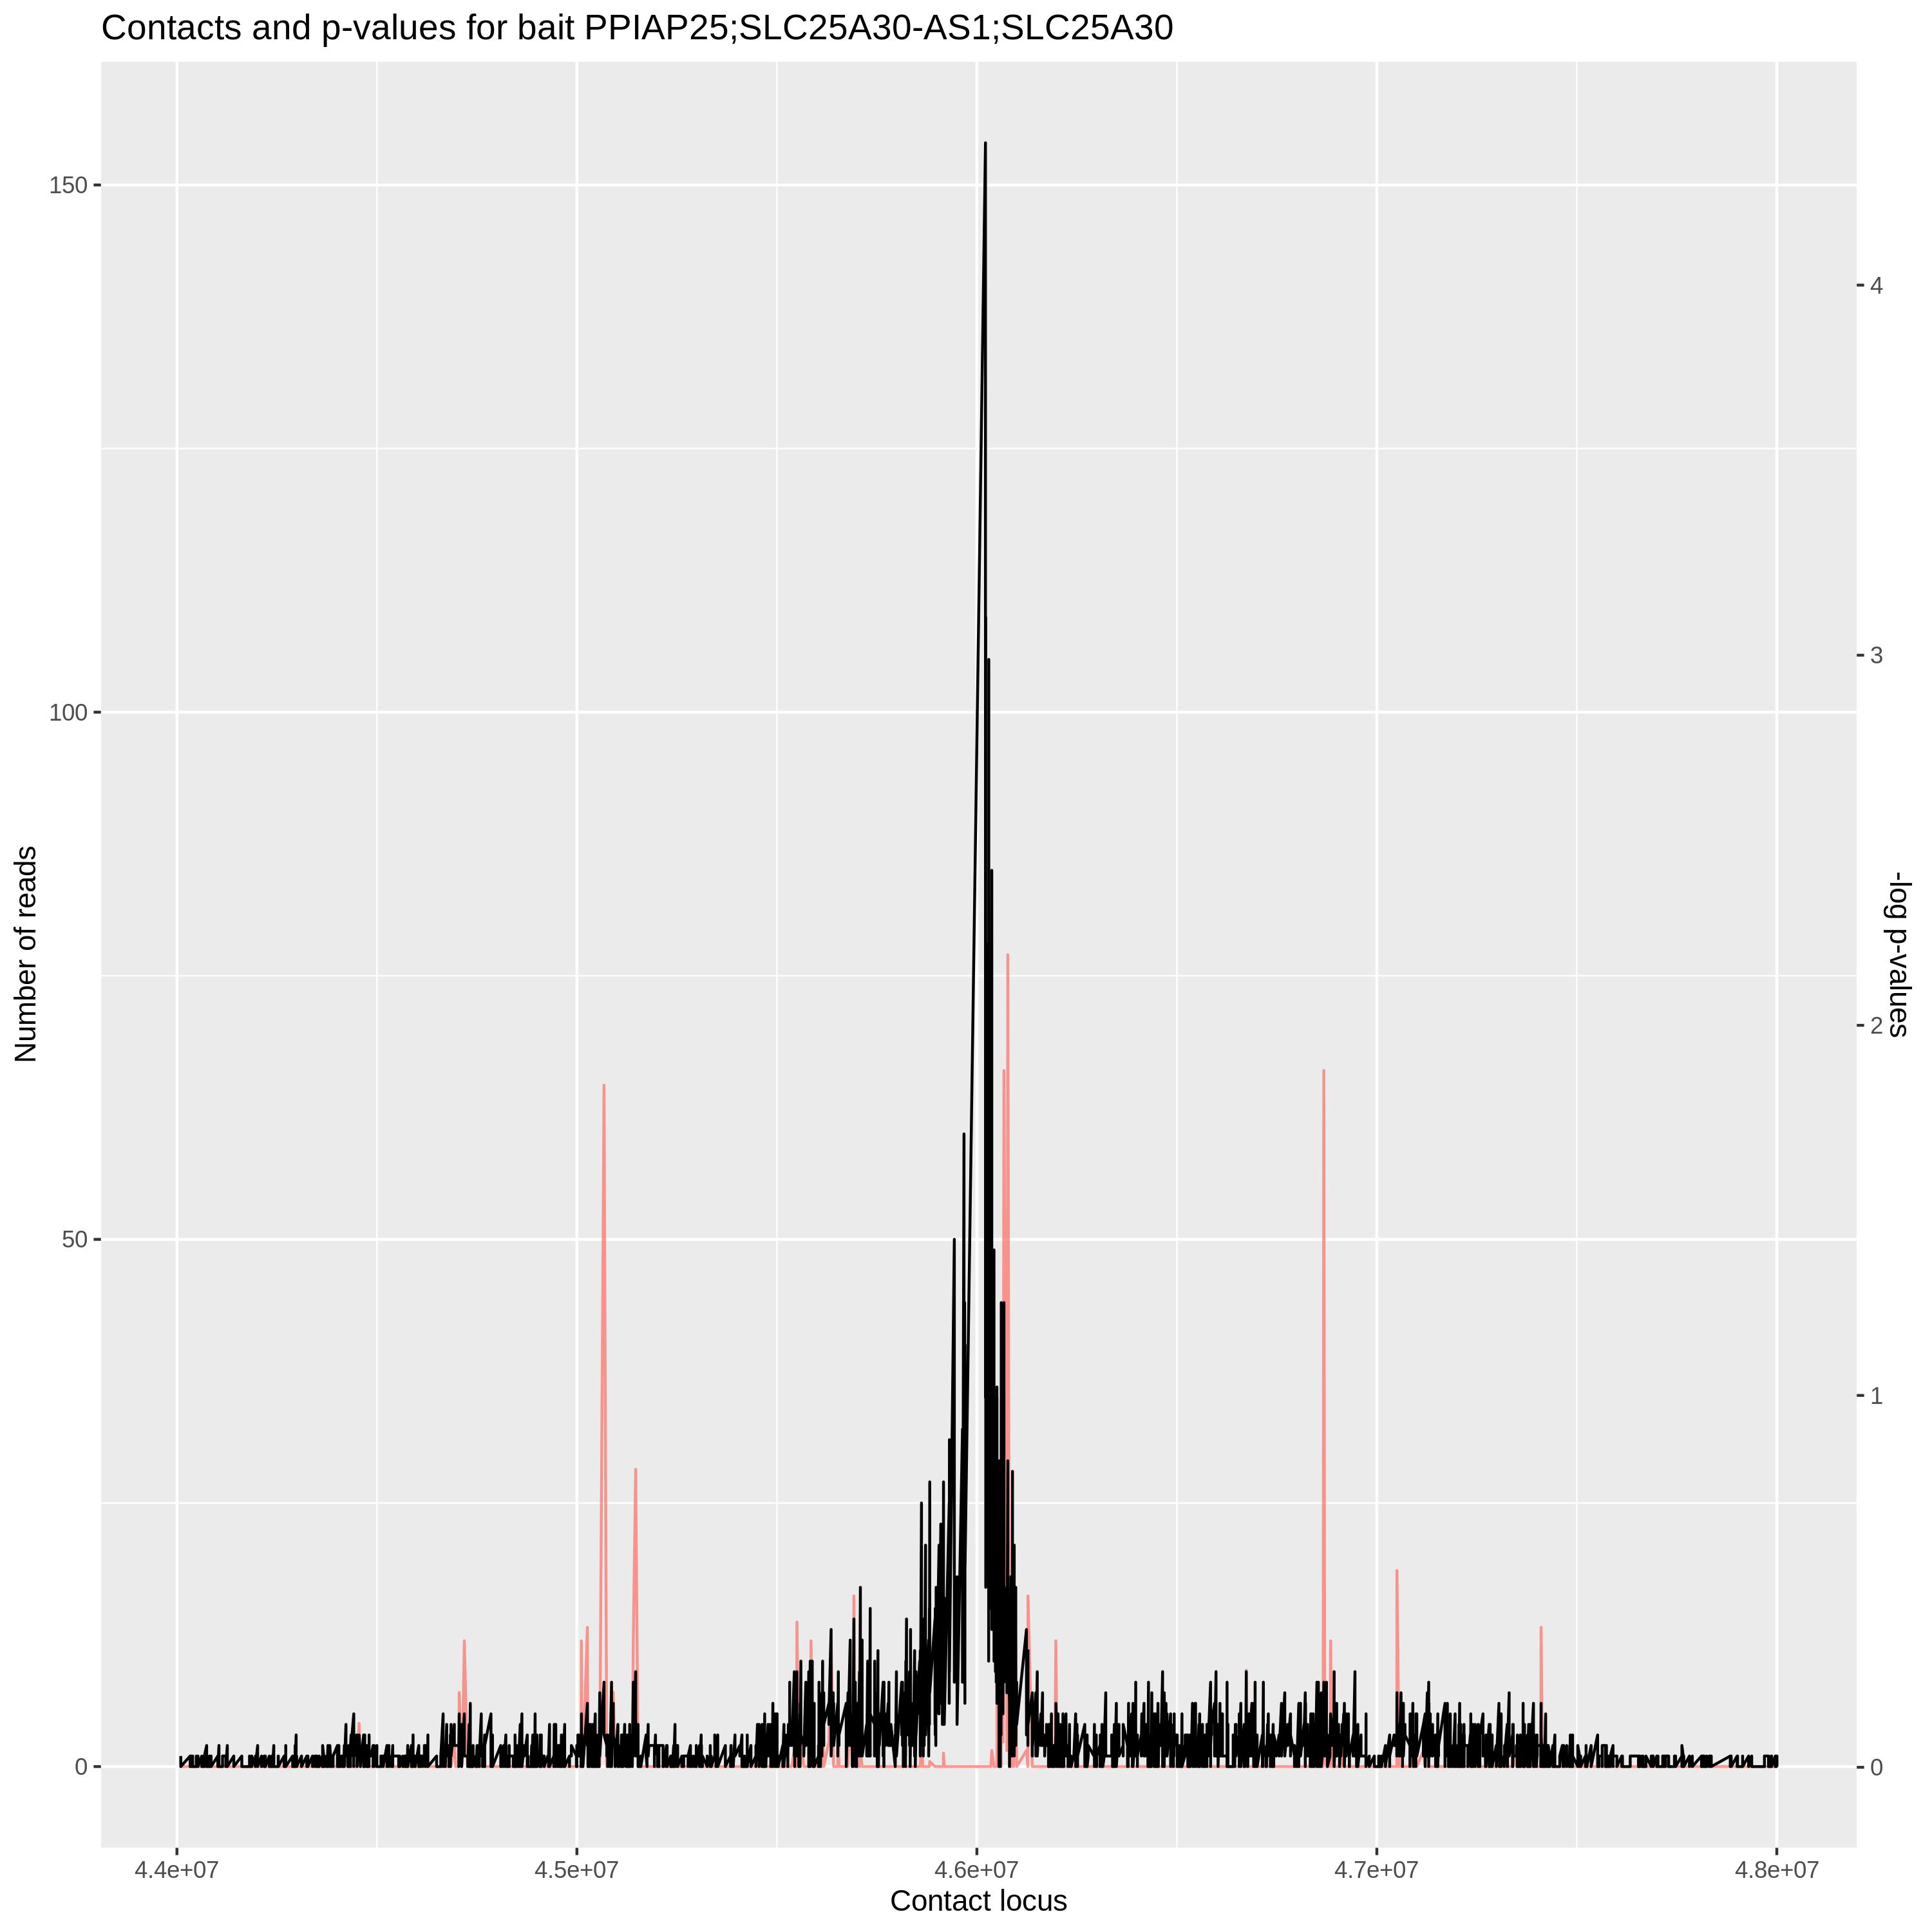 Contacts and p-values for bait PPIAP25;SLC25A30-AS1;SLC25A30
150
100
50
0
Number of reads
4
3
2
1
0
-log p-values
4.4e+07
4.5e+07
4.6e+07
4.7e+07
4.8e+07
Contact locus